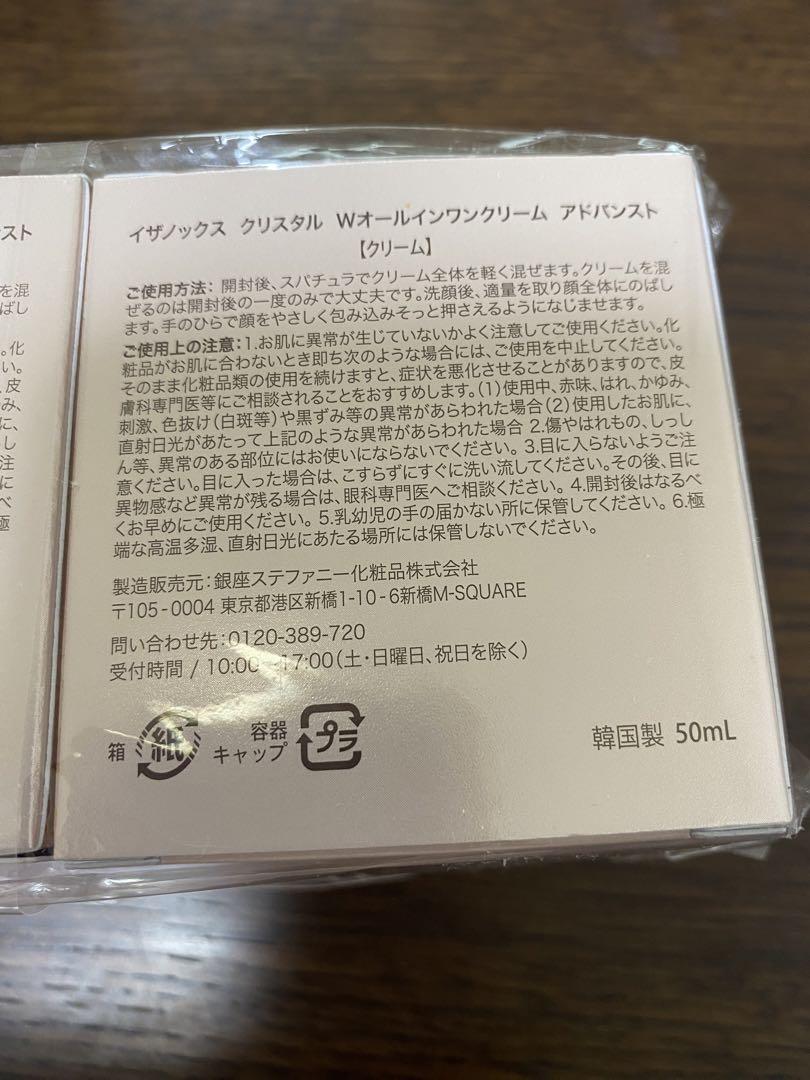 イザノックス クリスタル Wオールインワンクリーム アドバンスト
【クリーム】
ご使用方法：開封後、スパチュラでクリーム全体を軽く混ぜます。クリームを混
ぜるのは開封後の一度のみで大丈夫です。洗顔後、適量を取り顔全体にのばし
ます。手のひらで顔をやさしく包み込みそっと押さえるようになじませます。
ご使用上の注意：1.お肌に異常が生じていないかよく注意してご使用ください。化
粧品がお肌に合わないとき即ち次のような場合には、ご使用を中止してください。
そのまま化粧品類の使用を続けますと、症状を悪化させることがありますので、皮
膚科専門医等にご相談されることをおすすめします。(1)使用中、赤味、はれ、かゆみ、
刺激、色抜け(白斑等)や黒ずみ等の異常があらわれた場合(2)使用したお肌に、
直射日光があたって上記のような異常があらわれた場合 2.傷やはれもの、しっし
ん等、異常のある部位にはお使いにならないでください。 3.目に入らないようご注
意ください。目に入った場合は、こすらずにすぐに洗い流してください。その後、目に
異物感など異常が残る場合は、眼科専門医へご相談ください。 4.開封後はなるべ
くお早めにご使用ください。 5.乳幼児の手の届かない所に保管してください。 6.極
端な高温多湿、直射日光にあたる場所には保管しないでください。
製造販売元：銀座ステファニー化粧品株式会社
〒105-0004 東京都港区新橋1-10-6新橋M-SQUARE
問い合わせ先：0120-389-720
受付時間 / 10:00~17:00(土・日曜日、祝日を除く)
箱 紙 容器 キャップ プラ
韓国製 50mL
ンスト
を混
ばし
。化
い。
、皮
み、
に、
しし
注
に
べ
極